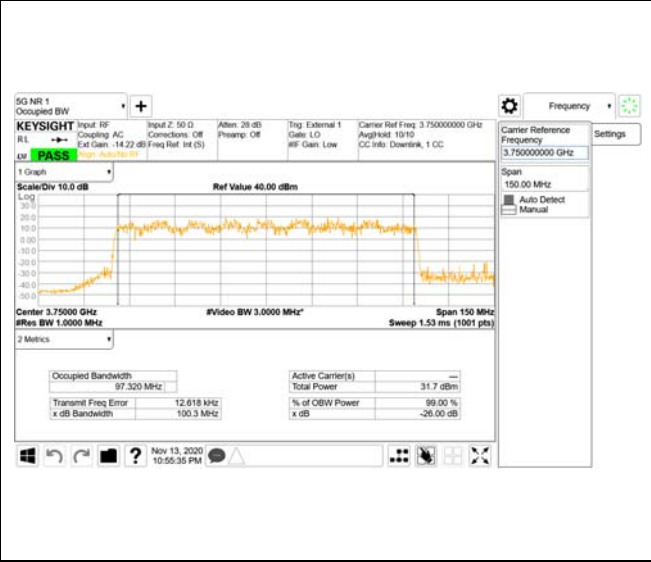 5G NR 1
Occupied BW
+
Frequency
KEYSIGHT
RL
LW PASS
Input: RF
Coupling: AC
Ext Gain: -14.22 dB
Align: Auto/No RF
Input Z: 50 Ω
Corrections: Off
Freq Ref: Int (S)
Atten: 28 dB
Preamp: Off
Trig: External 1
Gate: LO
#IF Gain: Low
Carrier Ref Freq: 3.750000000 GHz
Avg|Hold: 10/10
CC Info: Downlink, 1 CC
Carrier Reference
Frequency
3.750000000 GHz
Settings
Span
150.00 MHz
Auto Detect
Manual
1 Graph
Scale/Div 10.0 dB
Ref Value 40.00 dBm
Log
30.0
20.0
10.0
0.00
-10.0
-20.0
-30.0
-40.0
-50.0
Center 3.75000 GHz
#Video BW 3.0000 MHz*
Span 150 MHz
#Res BW 1.0000 MHz
Sweep 1.53 ms (1001 pts)
2 Metrics
Occupied Bandwidth
97.320 MHz
Transmit Freq Error 12.618 kHz
x dB Bandwidth 100.3 MHz
Active Carrier(s) —
Total Power 31.7 dBm
% of OBW Power 99.00 %
x dB -26.00 dB
?
Nov 13, 2020
10:55:35 PM